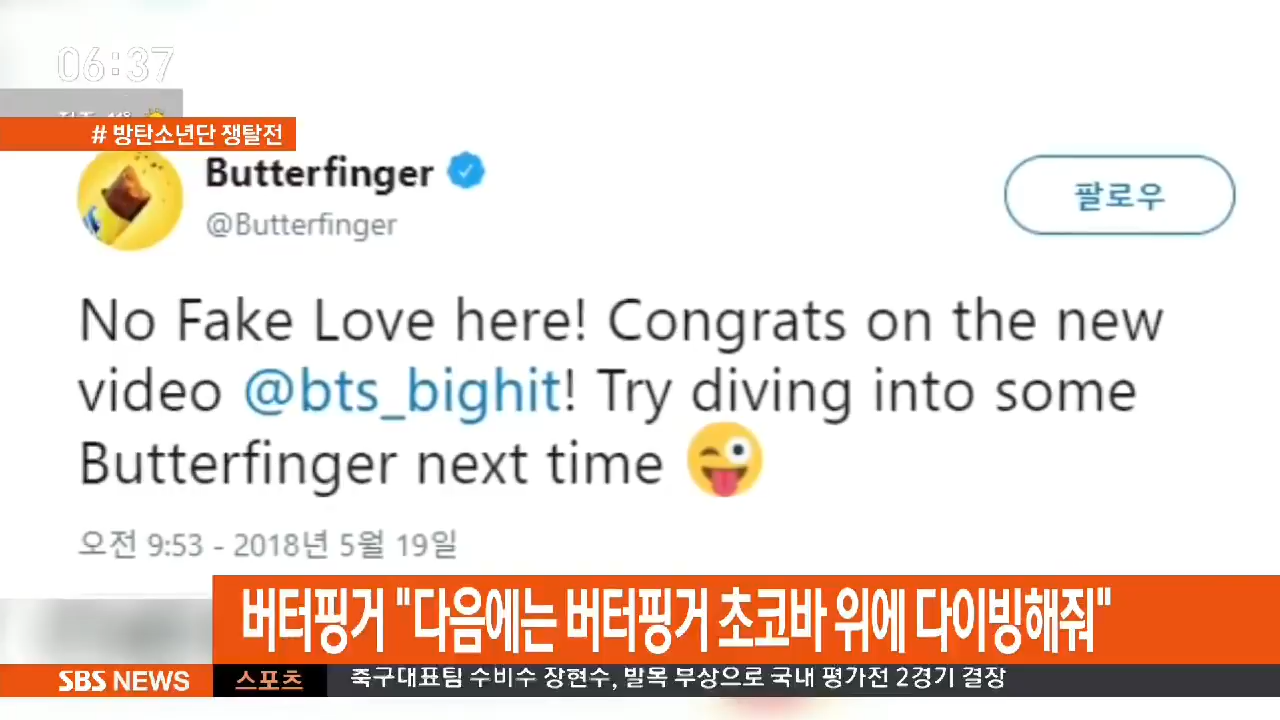 06:37
# 방탄소년단 쟁탈전
Butterfinger
@Butterfinger
팔로우
No Fake Love here! Congrats on the new
video @bts_bighit! Try diving into some
Butterfinger next time 😜
오전 9:53 - 2018년 5월 19일
버터핑거 "다음에는 버터핑거 초코바 위에 다이빙해줘"
SBS NEWS 스포츠 축구대표팀 수비수 장현수, 발목 부상으로 국내 평가전 2경기 결장